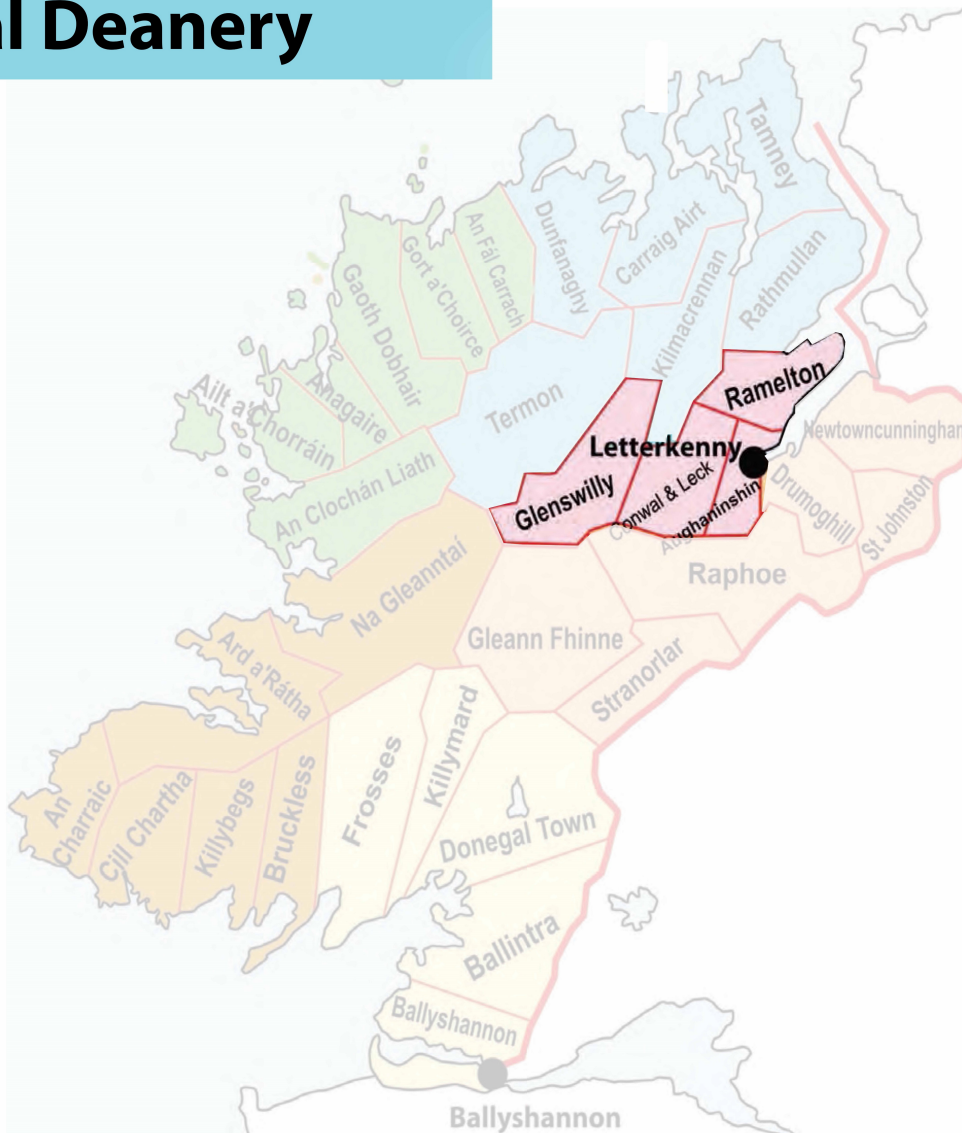 al Deanery
Tamney
An Fál Carrach
Dunfanaghy
Carraig Airt
Gort a'Choirce
Rathmullan
Kilmacrennan
Gaoth Dobhair
Ramelton
Termon
Anagaire
Ailt a'Chorráin
Newtowncunninghan
Letterkenny
Conwal & Leck
Glenswilly
Aughaninshin
Drumoghill
St Johnston
An Clochán Liath
Raphoe
Na Gleanntaí
Gleann Fhinne
Ard a'Rátha
Stranorlar
Killymard
Frosses
Bruckless
Killybegs
Cill Chartha
An
Charraic
Donegal Town
Ballintra
Ballyshannon
Ballyshannon